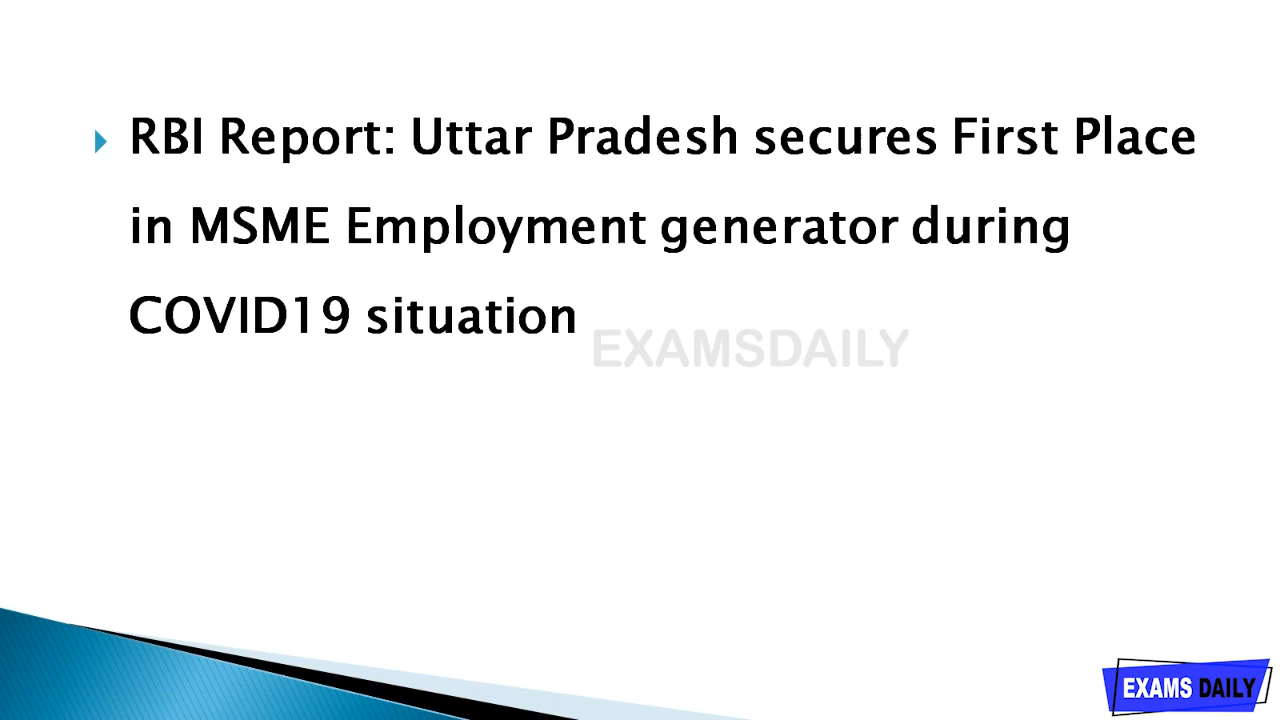 RBI Report: Uttar Pradesh secures First Place
in MSME Employment generator during
COVID19 situation
EXAMSDAILY
EXAMS DAILY